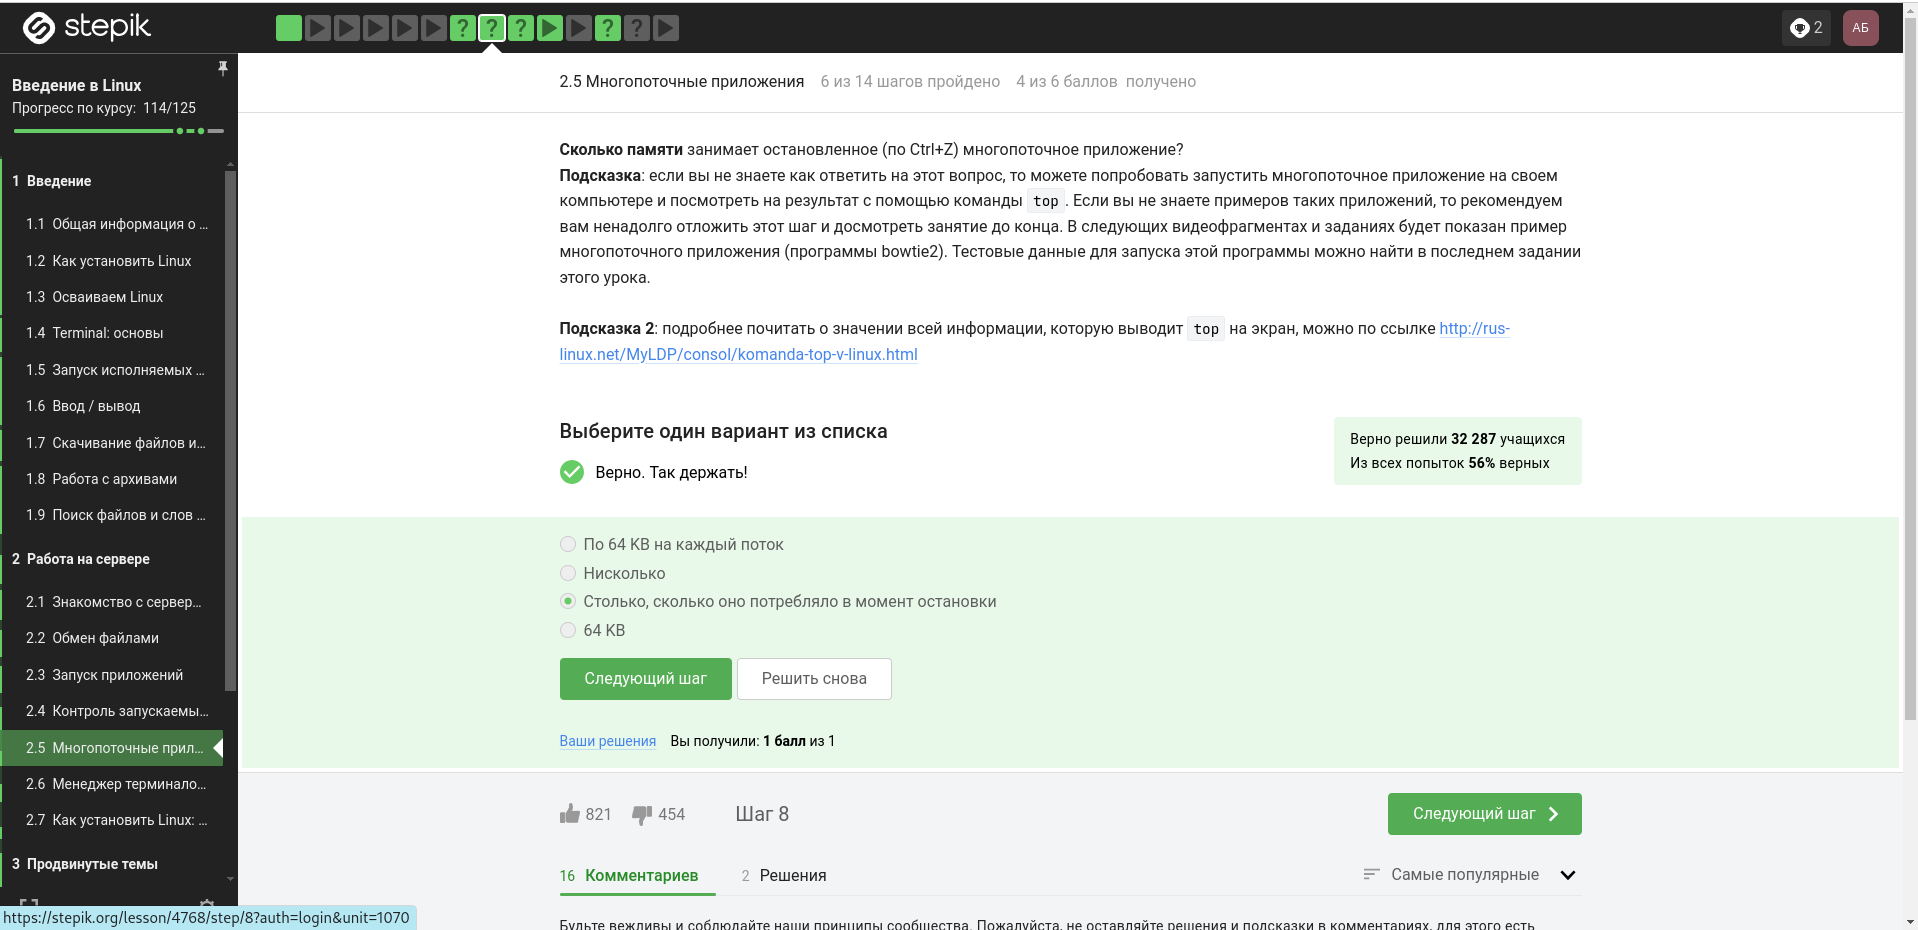 stepik
? ? ? ? ?
2
АБ
Введение в Linux
Прогресс по курсу: 114/125
1 Введение
1.1 Общая информация о ...
1.2 Как установить Linux
1.3 Осваиваем Linux
1.4 Terminal: основы
1.5 Запуск исполняемых ...
1.6 Ввод / вывод
1.7 Скачивание файлов и...
1.8 Работа с архивами
1.9 Поиск файлов и слов ...
2 Работа на сервере
2.1 Знакомство с сервер...
2.2 Обмен файлами
2.3 Запуск приложений
2.4 Контроль запускаемы...
2.5 Многопоточные прил...
2.6 Менеджер терминало...
2.7 Как установить Linux: ...
3 Продвинутые темы
https://stepik.org/lesson/4768/step/8?auth=login&unit=1070
2.5 Многопоточные приложения 6 из 14 шагов пройдено 4 из 6 баллов получено
Сколько памяти занимает остановленное (по Ctrl+Z) многопоточное приложение?
Подсказка: если вы не знаете как ответить на этот вопрос, то можете попробовать запустить многопоточное приложение на своем
компьютере и посмотреть на результат с помощью команды top. Если вы не знаете примеров таких приложений, то рекомендуем
вам ненадолго отложить этот шаг и досмотреть занятие до конца. В следующих видеофрагментах и заданиях будет показан пример
многопоточного приложения (программы bowtie2). Тестовые данные для запуска этой программы можно найти в последнем задании
этого урока.
Подсказка 2: подробнее почитать о значении всей информации, которую выводит top на экран, можно по ссылке http://rus-
linux.net/MyLDP/consol/komanda-top-v-linux.html
Выберите один вариант из списка
Верно. Так держать!
Верно решили 32 287 учащихся
Из всех попыток 56% верных
По 64 KB на каждый поток
Нисколько
Столько, сколько оно потребляло в момент остановки
64 KB
Следующий шаг Решить снова
Ваши решения Вы получили: 1 балл из 1
821 454 Шаг 8 Следующий шаг
16 Комментариев 2 Решения Самые популярные
Будьте вежливы и соблюдайте наши принципы сообщества. Пожалуйста, не оставляйте решения и подсказки в комментариях, для этого есть